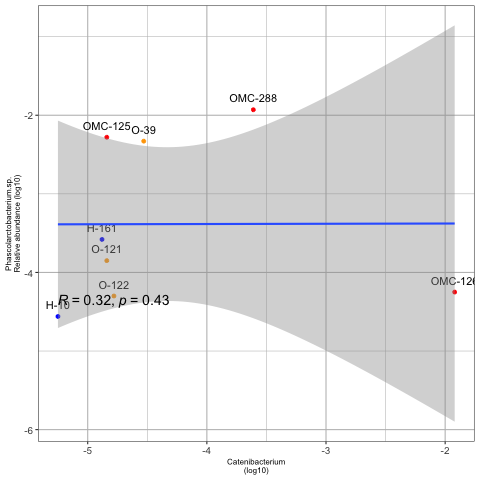 -2
-4
-6
Phascolarctobacterium.sp.
Relative abundance (log10)
OMC-288
OMC-125
O-39
H-161
O-121
O-122
OMC-126
H-10
R = 0.32, p = 0.43
-5
-4
-3
-2
Catenibacterium
(log10)